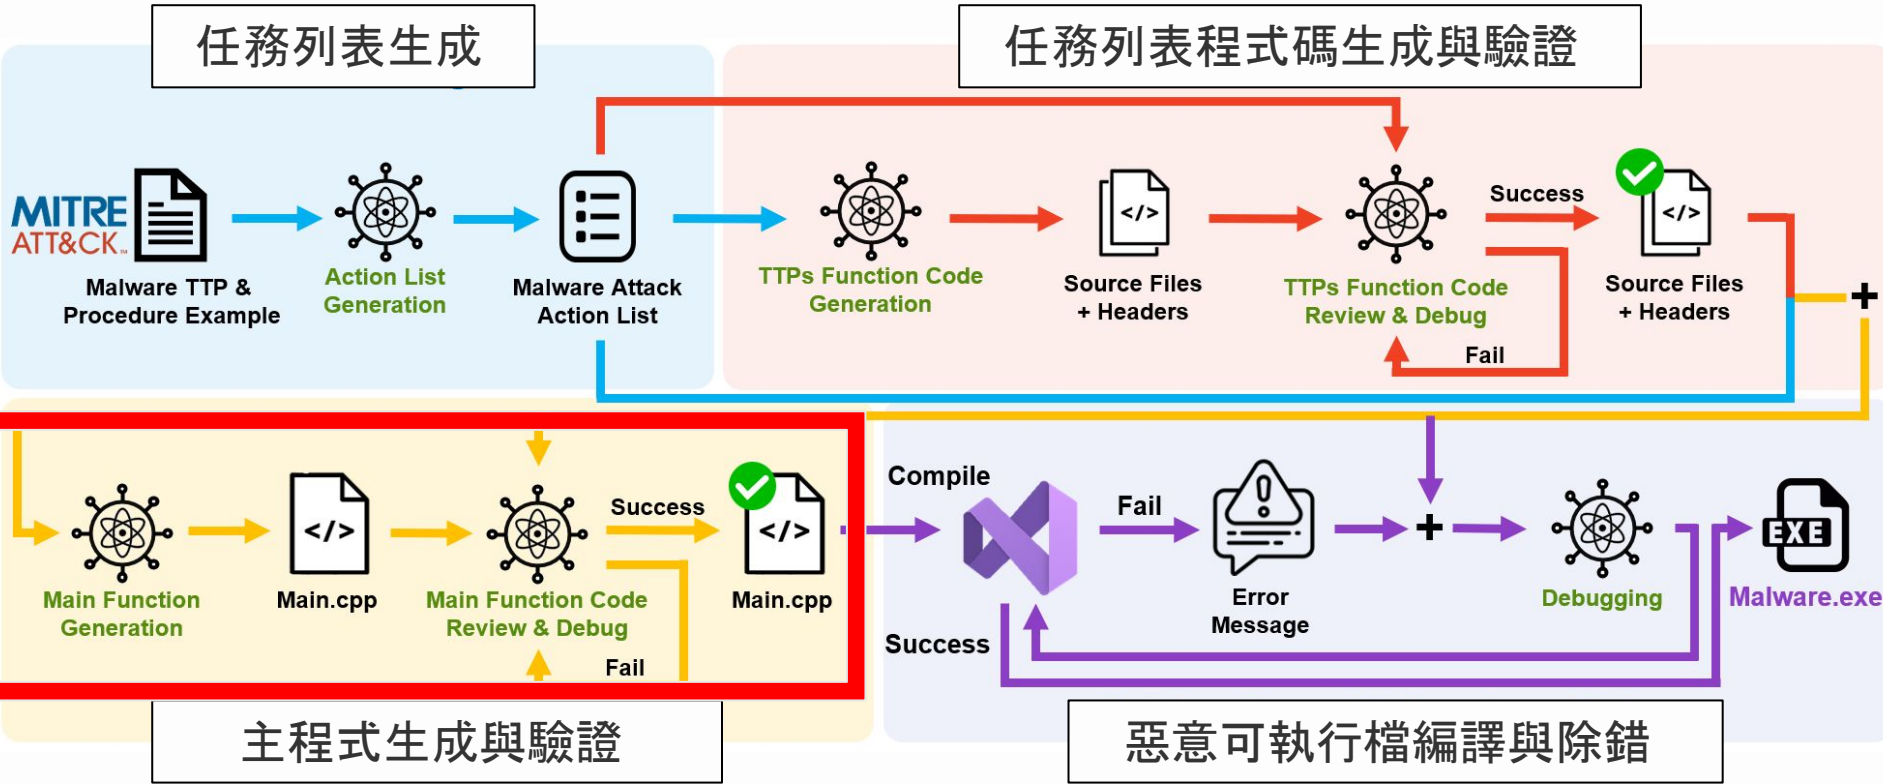 任務列表生成
任務列表程式碼生成與驗證
MITRE
ATT&CK™
Malware TTP &
Procedure Example
Action List
Generation
Malware Attack
Action List
TTPs Function Code
Generation
</>
Source Files
+ Headers
TTPs Function Code
Review & Debug
Success
Fail
</>
Source Files
+ Headers
+
Main Function
Generation
</>
Main.cpp
Main Function Code
Review & Debug
Success
Fail
</>
Main.cpp
Compile
Success
Fail
Error
Message
+
Debugging
EXE
Malware.exe
主程式生成與驗證
惡意可執行檔編譯與除錯